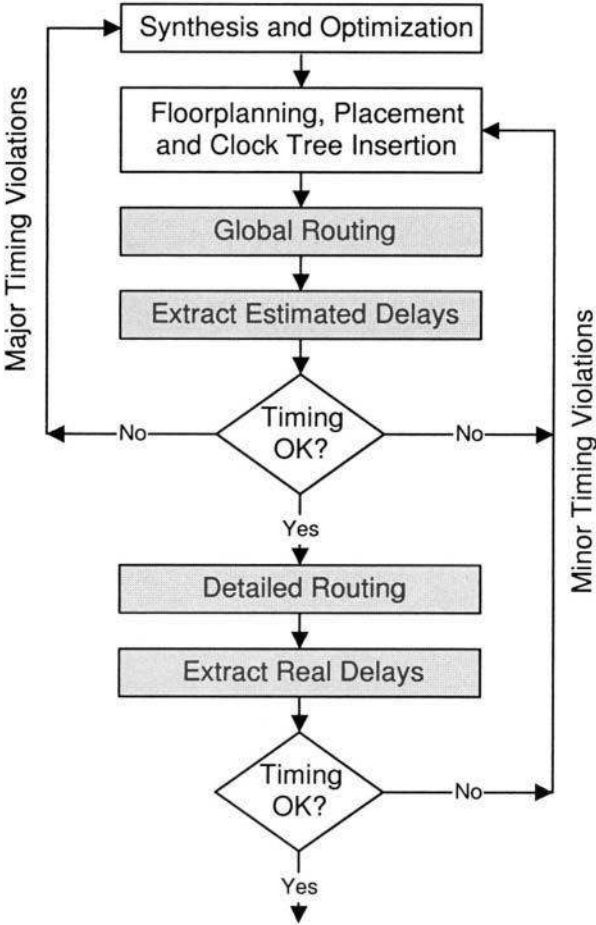 Synthesis and Optimization
Floorplanning, Placement
and Clock Tree Insertion
Global Routing
Extract Estimated Delays
Timing
OK?
No
No
Major Timing Violations
Minor Timing Violations
Yes
Detailed Routing
Extract Real Delays
Timing
OK?
No
Yes